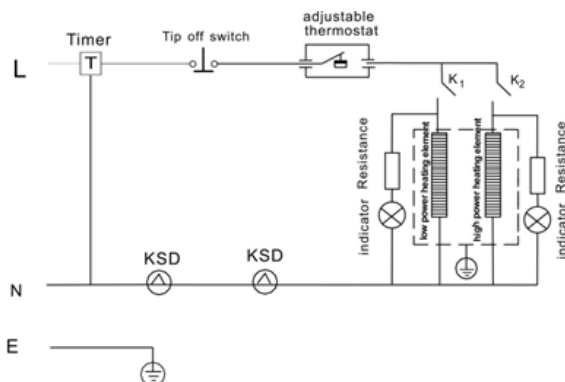 adjustable
thermostat
Timer
Tip off switch
L
T
K1
K2
indicator Resistance
low power heating element
high power heating element
indicator Resistance
KSD
KSD
N
E